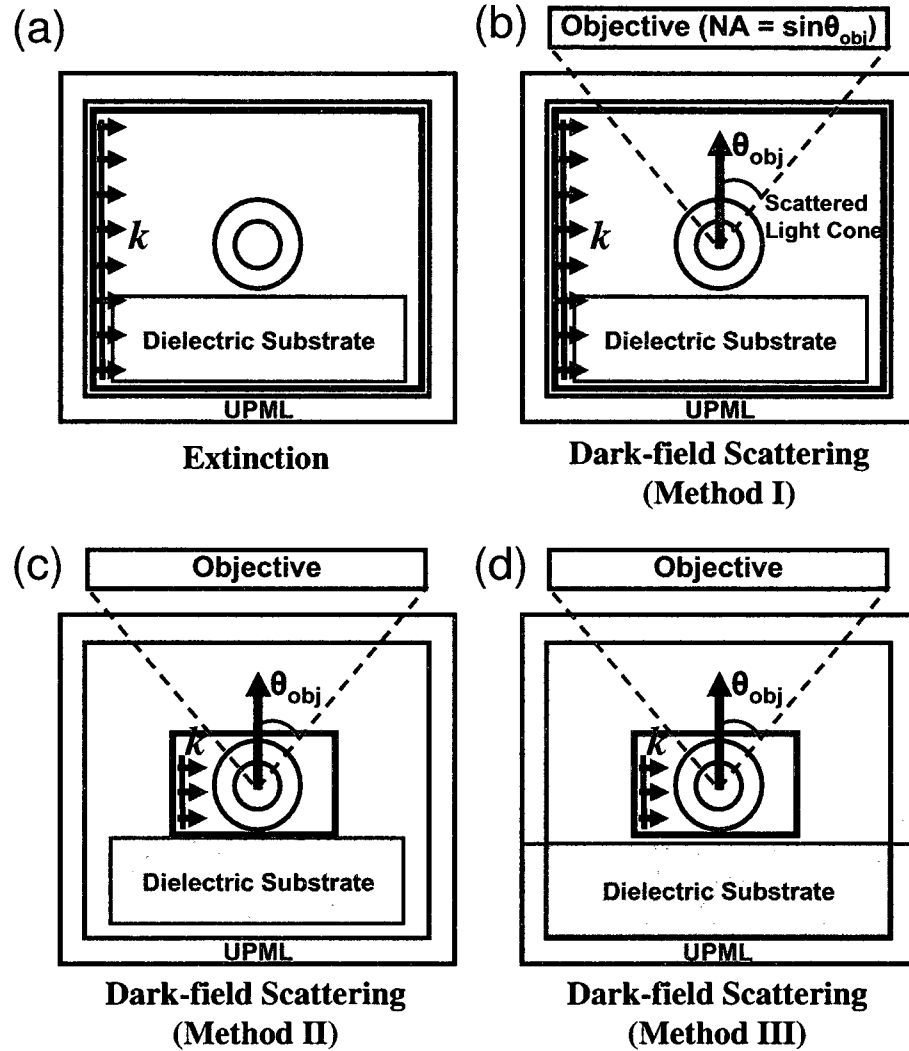 (a)
k
Dielectric Substrate
UPML
Extinction
(b)
Objective (NA = sinθobj)
θobj
Scattered
Light Cone
k
Dielectric Substrate
UPML
Dark-field Scattering
(Method I)
(c)
Objective
θobj
k
Dielectric Substrate
UPML
Dark-field Scattering
(Method II)
(d)
Objective
θobj
k
Dielectric Substrate
UPML
Dark-field Scattering
(Method III)